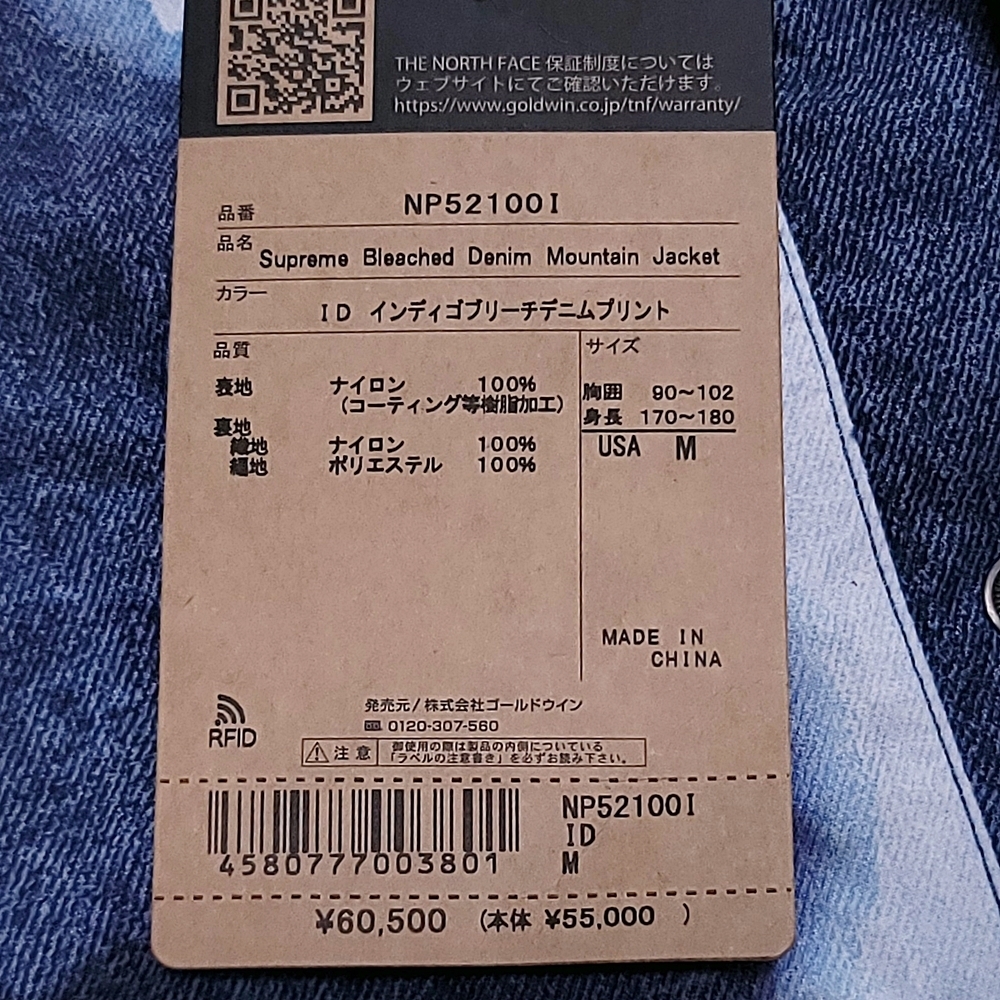 THE NORTH FACE 保証制度については
ウェブサイトにてご確認いただけます。
https://www.goldwin.co.jp/tnf/warranty/
品番 NP52100I
品名 Supreme Bleached Denim Mountain Jacket
カラー ID インディゴブリーチデニムプリント
品質
表地 ナイロン 100%
(コーティング等樹脂加工)
裏地
織地 ナイロン 100%
編地 ポリエステル 100%
サイズ
胸囲 90～102
身長 170～180
USA M
MADE IN
CHINA
RFID
発売元/株式会社ゴールドウイン
0120-307-560
注意
御使用の際は製品の内側についている
「ラベルの注意書き」を必ずお読み下さい。
4580777003801
NP52100I
ID
M
¥60,500 (本体 ¥55,000 )